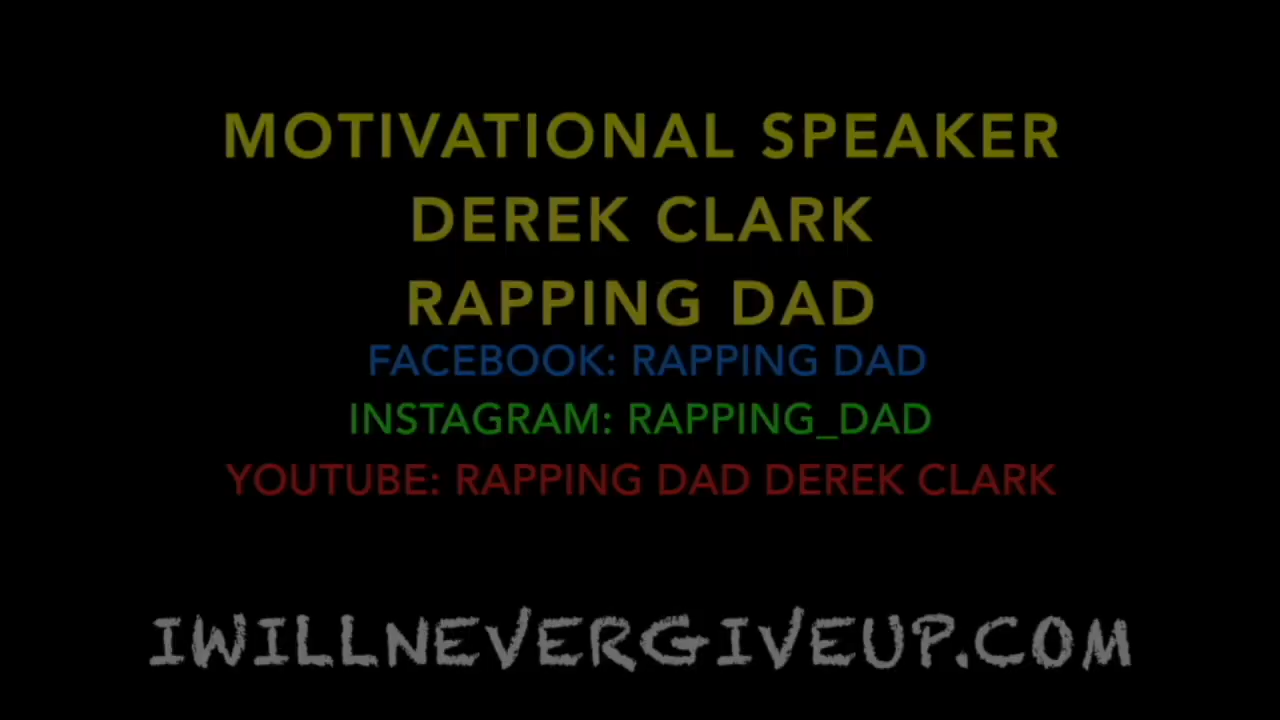 MOTIVATIONAL SPEAKER
DEREK CLARK
RAPPING DAD
FACEBOOK: RAPPING DAD
INSTAGRAM: RAPPING_DAD
YOUTUBE: RAPPING DAD DEREK CLARK
IWILLNEVERGIVEUP.COM